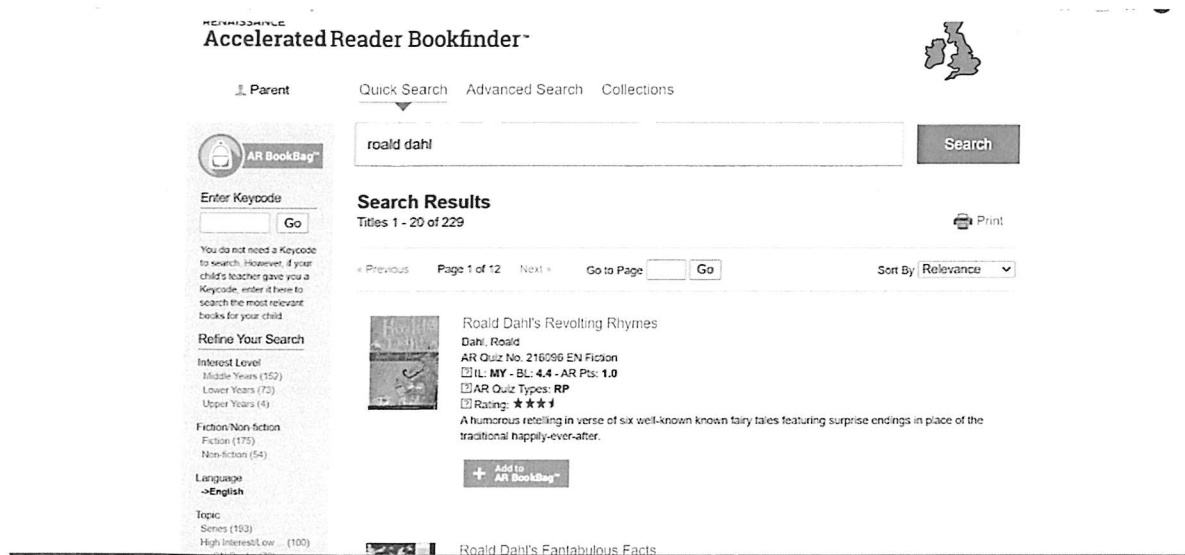 RENAISSANCE
Accelerated Reader Bookfinder™
Parent
Quick Search Advanced Search Collections
AR BookBag™
roald dahl
Search
Enter Keycode
Go
You do not need a Keycode
to search. However, if your
child's teacher gave you a
Keycode, enter it here to
search the most relevant
books for your child.
Refine Your Search
Interest Level
Middle Years (152)
Lower Years (73)
Upper Years (4)
Fiction/Non-fiction
Fiction (175)
Non-fiction (54)
Language
->English
Topic
Series (193)
High Interest/Low ... (100)
Search Results
Titles 1 - 20 of 229
Print
« Previous Page 1 of 12 Next » Go to Page Go Sort By Relevance
Roald Dahl's Revolting Rhymes
Dahl, Roald
AR Quiz No. 216096 EN Fiction
IL: MY - BL: 4.4 - AR Pts: 1.0
AR Quiz Types: RP
Rating:
A humorous retelling in verse of six well-known known fairy tales featuring surprise endings in place of the
traditional happily-ever-after.
+ Add to
AR BookBag™
Roald Dahl's Fantabulous Facts